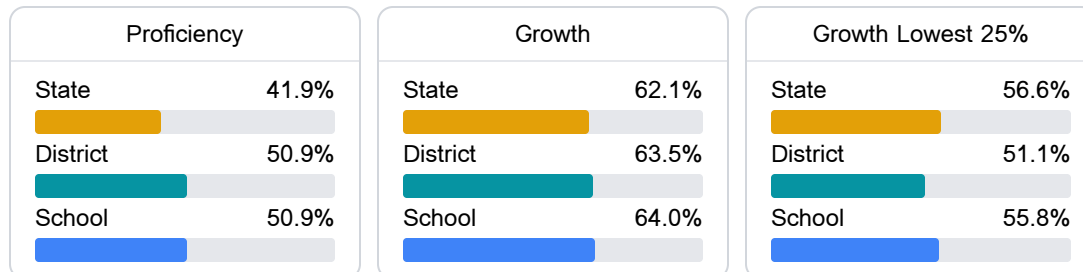 Proficiency
State 41.9%
District 50.9%
School 50.9%
Growth
State 62.1%
District 63.5%
School 64.0%
Growth Lowest 25%
State 56.6%
District 51.1%
School 55.8%